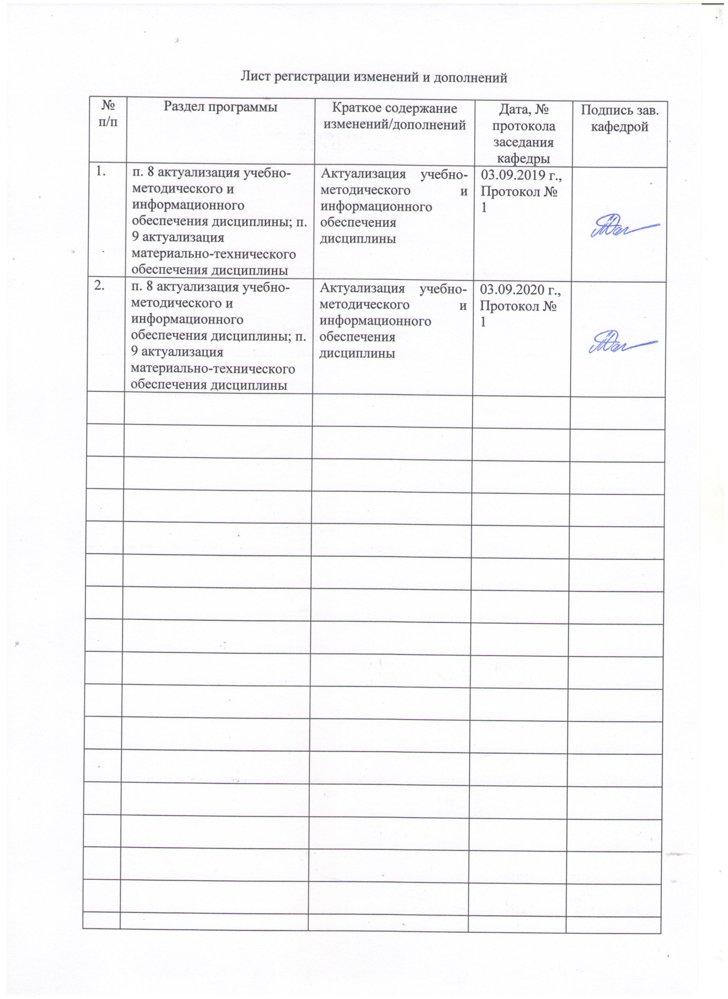 Лист регистрации изменений и дополнений
№
п/п
Раздел программы
Краткое содержание
изменений/дополнений
Дата, №
протокола
заседания
кафедры
Подпись зав.
кафедрой
1.
п. 8 актуализация учебно-
методического и
информационного
обеспечения дисциплины; п.
9 актуализация
материально-технического
обеспечения дисциплины
Актуализация учебно-
методического и
информационного
обеспечения
дисциплины
03.09.2019 г.,
Протокол №
1
2.
п. 8 актуализация учебно-
методического и
информационного
обеспечения дисциплины; п.
9 актуализация
материально-технического
обеспечения дисциплины
Актуализация учебно-
методического и
информационного
обеспечения
дисциплины
03.09.2020 г.,
Протокол №
1